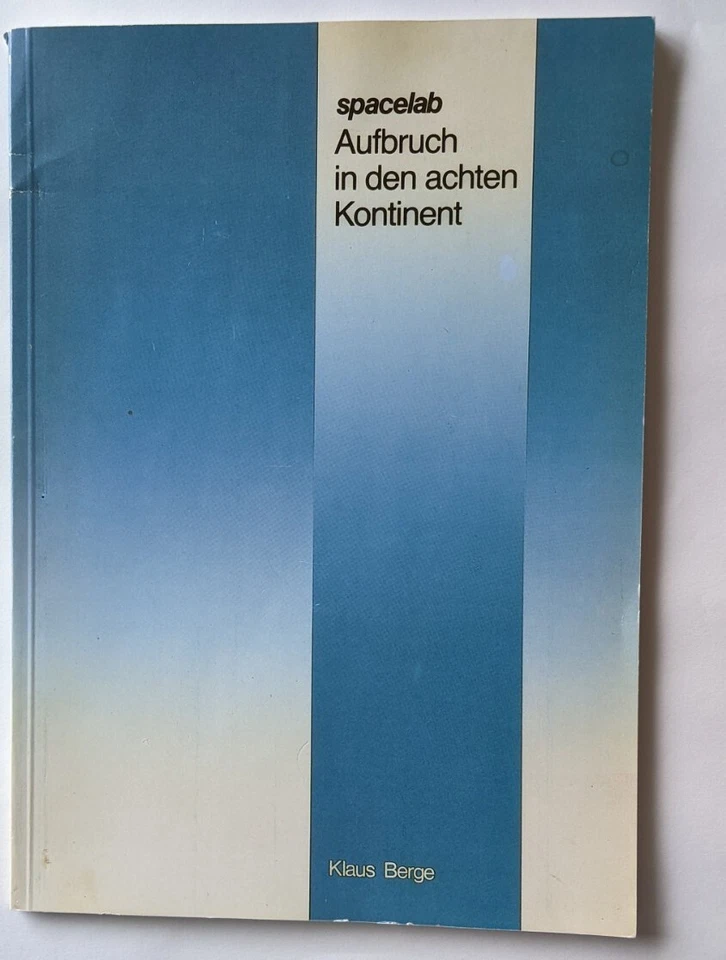 spacelab
Aufbruch
in den achten
Kontinent
Klaus Berge